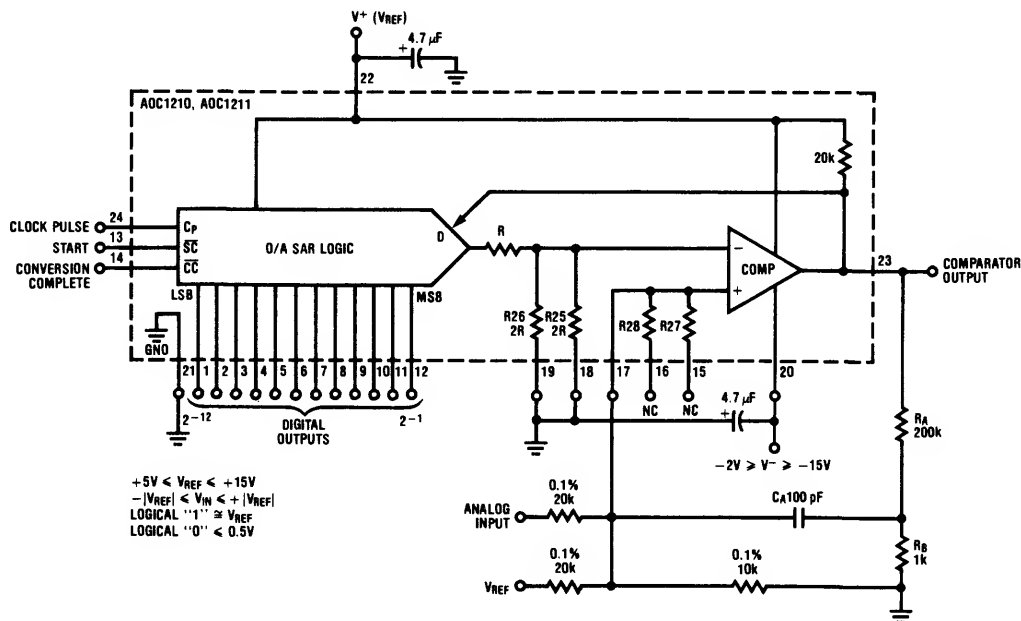 V⁺ (VREF)
4.7 µF
+
22
AOC1210, AOC1211
20k
CLOCK PULSE
24
CP
START
13
SC
CONVERSION
COMPLETE
14
CC
O/A SAR LOGIC
D
R
LSB
MSB
COMP
−
+
23
COMPARATOR
OUTPUT
R26
2R
R25
2R
R28
R27
GNO
21
1
2
3
4
5
6
7
8
9
10
11
12
19
18
17
16
15
20
2⁻¹²
DIGITAL
OUTPUTS
2⁻¹
NC
NC
4.7 µF
+
−2V ⩾ V⁻ ⩾ −15V
RA
200k
+5V ⩽ VREF ⩽ +15V
−|VREF| ⩽ VIN ⩽ +|VREF|
LOGICAL "1" ≅ VREF
LOGICAL "0" ⩽ 0.5V
ANALOG
INPUT
0.1%
20k
CA 100 pF
RB
1k
VREF
0.1%
20k
0.1%
10k